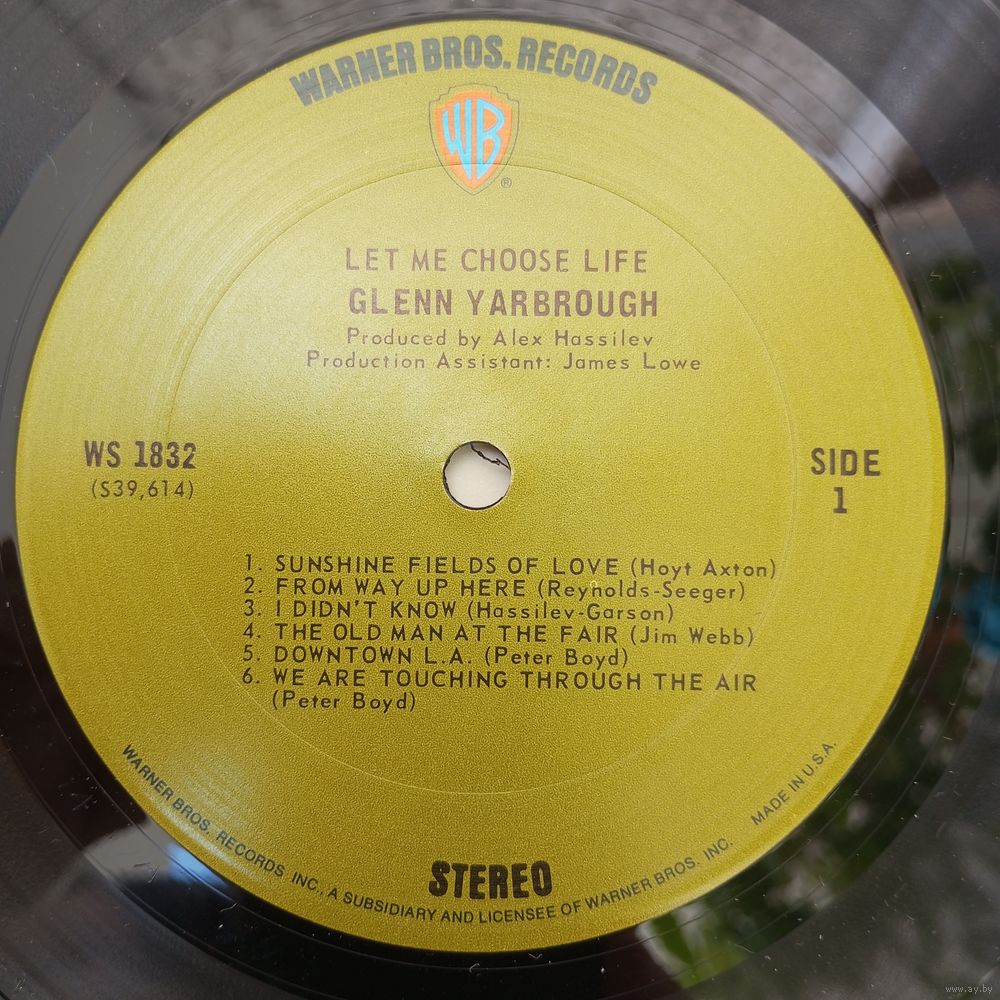 WARNER BROS. RECORDS
WB
®
LET ME CHOOSE LIFE
GLENN YARBROUGH
Produced by Alex Hassilev
Production Assistant: James Lowe
WS 1832
(S39,614)
SIDE
1
1. SUNSHINE FIELDS OF LOVE (Hoyt Axton)
2. FROM WAY UP HERE (Reynolds-Seeger)
3. I DIDN'T KNOW (Hassilev-Garson)
4. THE OLD MAN AT THE FAIR (Jim Webb)
5. DOWNTOWN L.A. (Peter Boyd)
6. WE ARE TOUCHING THROUGH THE AIR
(Peter Boyd)
STEREO
WARNER BROS. RECORDS, INC., A SUBSIDIARY AND LICENSEE OF WARNER BROS. INC. MADE IN U.S.A.
www.ay.by